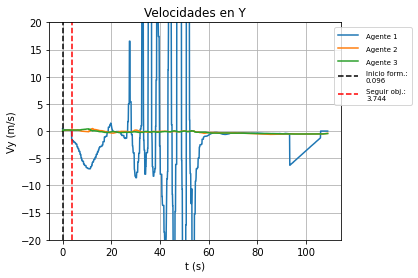 Velocidades en Y
Vy (m/s)
20
15
10
5
0
−5
−10
−15
−20
0 20 40 60 80 100
t (s)
Agente 1
Agente 2
Agente 3
Inicio form.:
0.096
Seguir obj.:
3.744